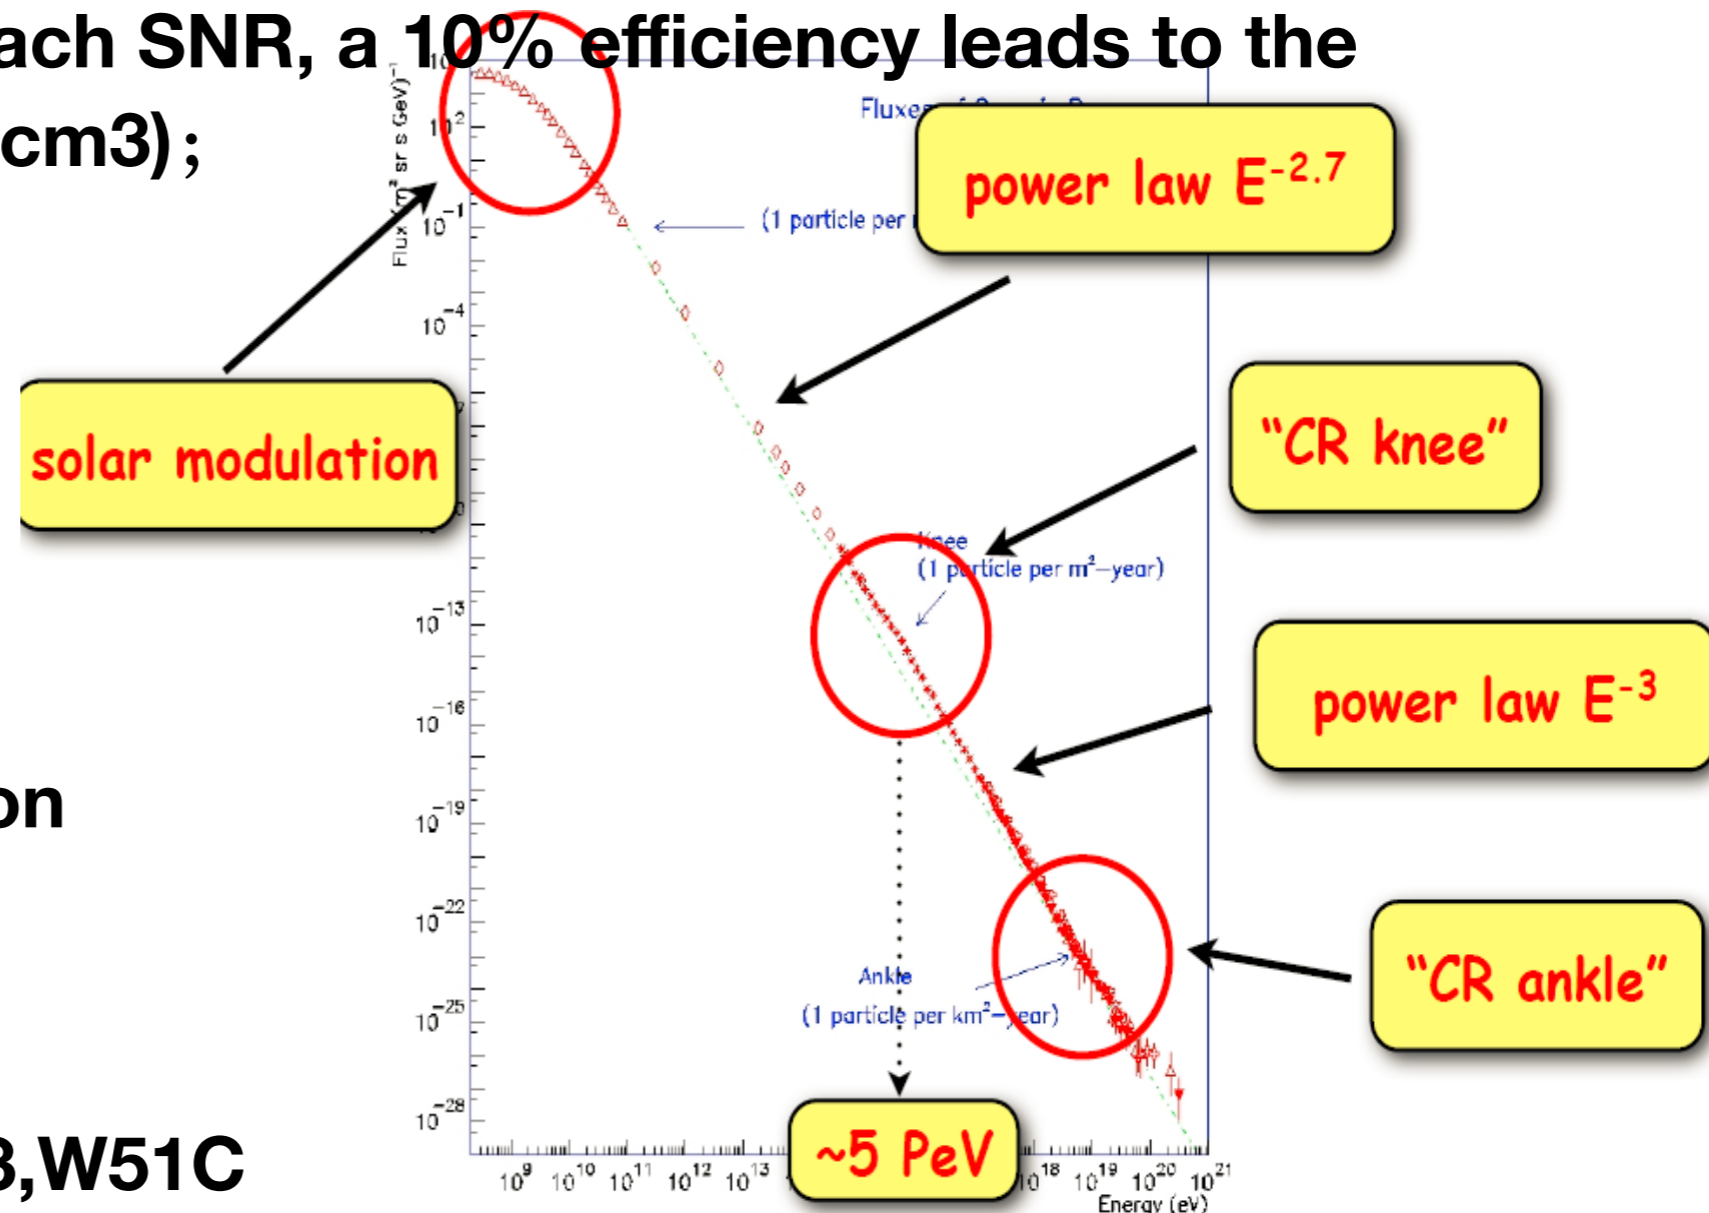 ach SNR, a 10% efficiency leads to the
cm3);
on
3,W51C
Flux (m² sr s GeV)⁻¹
10²
10⁻¹
10⁻⁴
10⁻¹³
10⁻¹⁶
10⁻¹⁹
10⁻²²
10⁻²⁵
10⁻²⁸
(1 particle per
power law E⁻²·⁷
solar modulation
“CR knee”
Knee
(1 particle per m²–year)
power law E⁻³
“CR ankle”
Ankle
(1 particle per km²–year)
~5 PeV
10⁹ 10¹⁰ 10¹¹ 10¹² 10¹³ 10¹⁸ 10¹⁹ 10²⁰ 10²¹
Energy (eV)